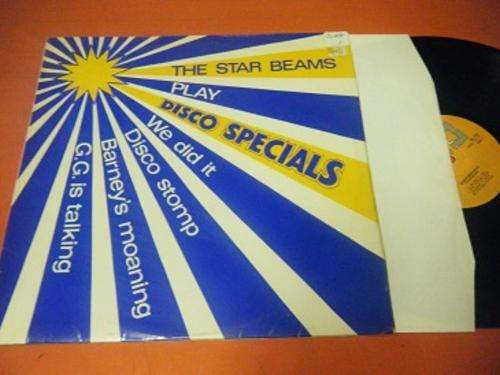 THE STAR BEAMS
PLAY
DISCO SPECIALS
We did it
Disco stomp
Barney's moaning
G.G. is talking